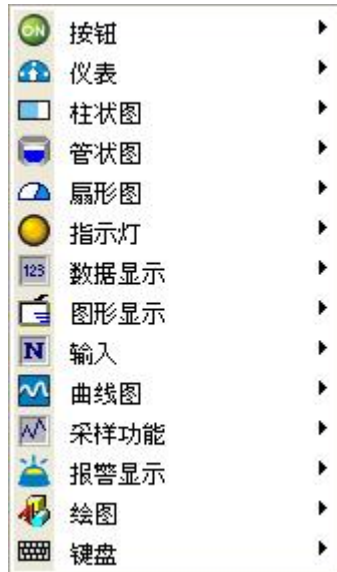 ON 按钮
仪表
柱状图
管状图
扇形图
指示灯
123 数据显示
图形显示
N 输入
曲线图
采样功能
报警显示
绘图
键盘